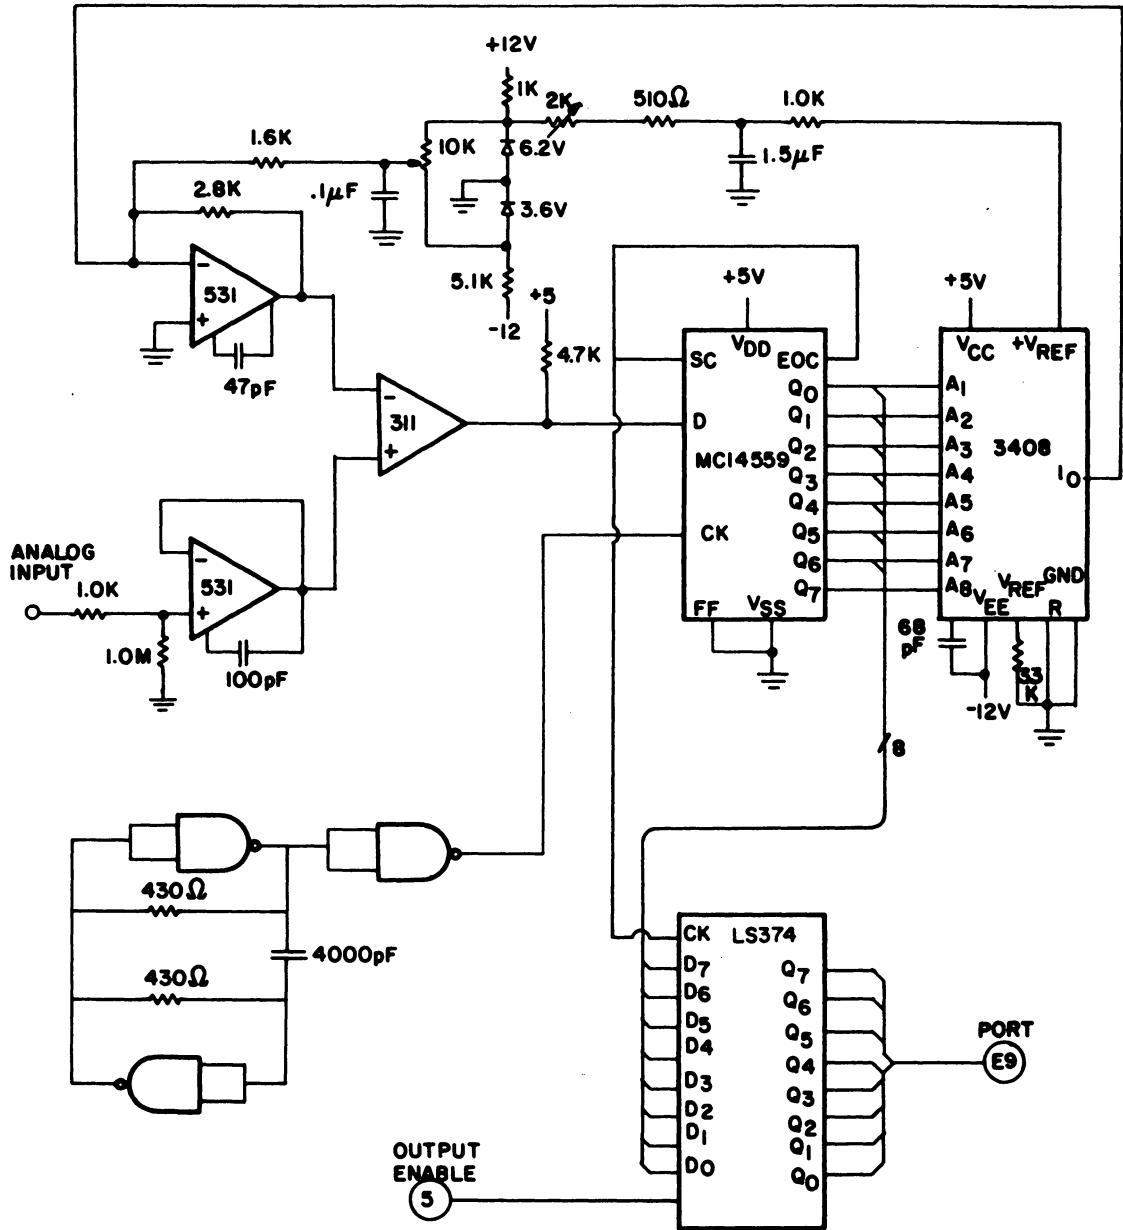 +12V
1K
2K
510Ω
1.0K
1.6K
10K
6.2V
1.5μF
.1μF
2.8K
3.6V
5.1K
-12
+5
4.7K
531
47pF
+5V
+5V
VDD
SC
EOC
VCC
+VREF
Q0
A1
Q1
A2
Q2
A3
Q3
A4
Q4
A5
Q5
A6
Q6
A7
Q7
A8
D
MC14559
CK
FF
VSS
3408
IO
VEE
VREF
GND
R
68
pF
33
K
-12V
311
ANALOG
INPUT
1.0K
531
1.0M
100pF
8
430Ω
4000pF
430Ω
CK
LS374
D7
D6
D5
D4
D3
D2
D1
D0
Q7
Q6
Q5
Q4
Q3
Q2
Q1
Q0
PORT
E9
OUTPUT
ENABLE
5